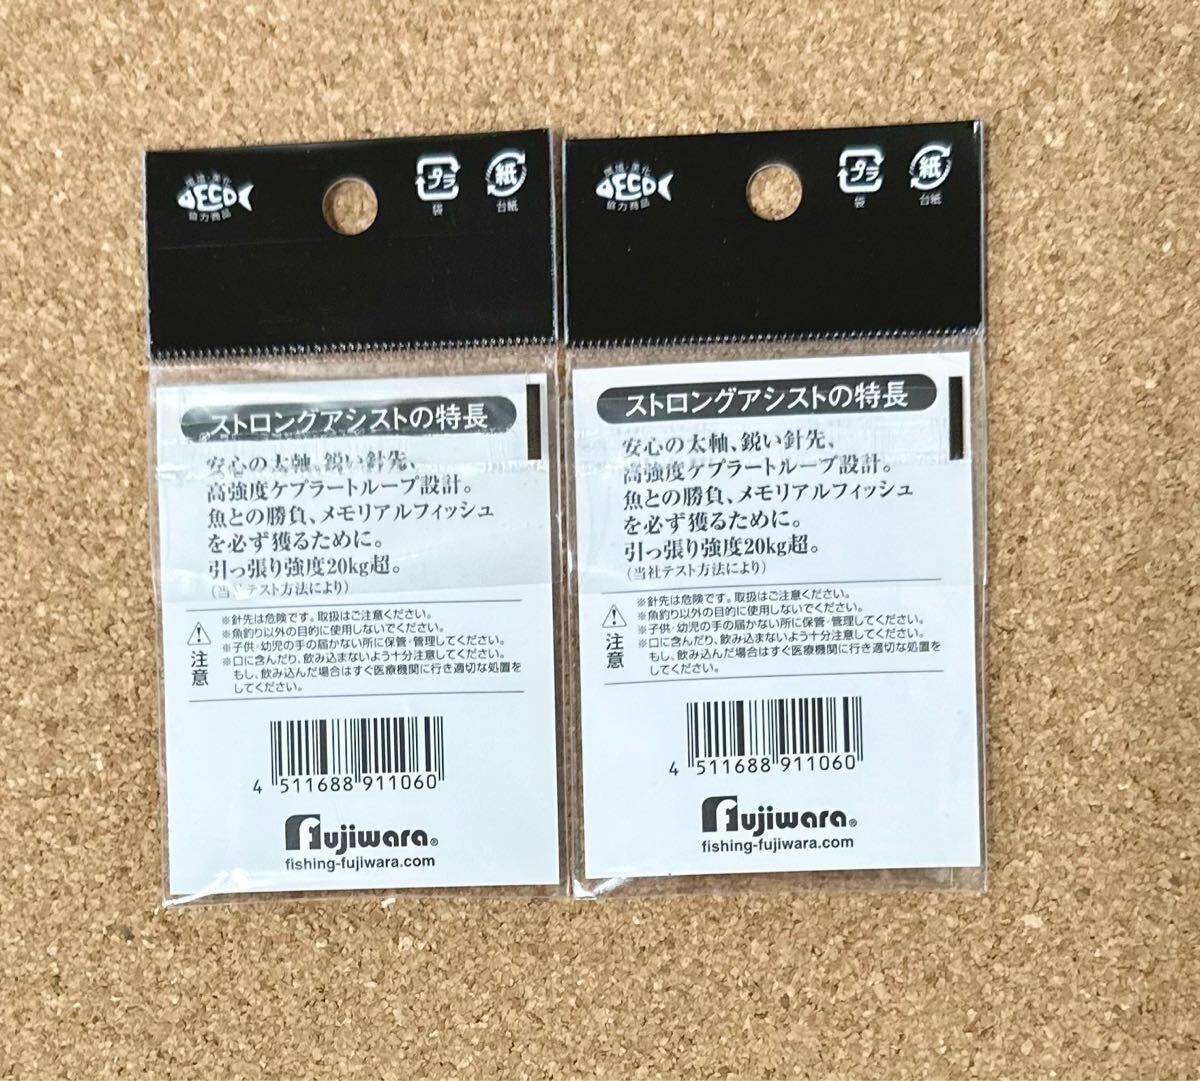 環境・美化
ECO
協力商品
プラ
袋
紙
台紙
ストロングアシストの特長
安心の太軸、鋭い針先、
高強度ケブラートループ設計。
魚との勝負、メモリアルフィッシュ
を必ず獲るために。
引っ張り強度20kg超。
(当社テスト方法により)
注意
※針先は危険です。取扱はご注意ください。
※魚釣り以外の目的に使用しないでください。
※子供・幼児の手の届かない所に保管・管理してください。
※口に含んだり、飲み込まないよう十分注意してください。
もし、飲み込んだ場合はすぐ医療機関に行き適切な処置を
してください。
4 511688 911060
Fujiwara®
fishing-fujiwara.com
環境・美化
ECO
協力商品
プラ
袋
紙
台紙
ストロングアシストの特長
安心の太軸、鋭い針先、
高強度ケブラートループ設計。
魚との勝負、メモリアルフィッシュ
を必ず獲るために。
引っ張り強度20kg超。
(当社テスト方法により)
注意
※針先は危険です。取扱はご注意ください。
※魚釣り以外の目的に使用しないでください。
※子供・幼児の手の届かない所に保管・管理してください。
※口に含んだり、飲み込まないよう十分注意してください。
もし、飲み込んだ場合はすぐ医療機関に行き適切な処置を
してください。
4 511688 911060
Fujiwara®
fishing-fujiwara.com